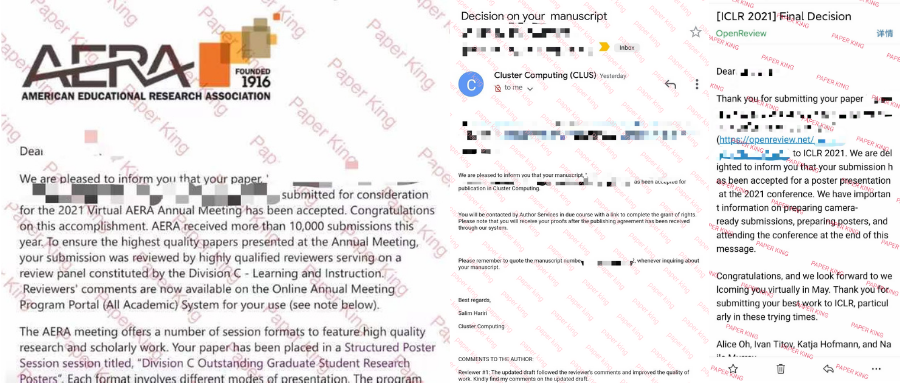 AERA
FOUNDED
1916
AMERICAN EDUCATIONAL RESEARCH ASSOCIATION
Dear
We are pleased to inform you that your paper,
submitted for consideration
for the 2021 Virtual AERA Annual Meeting has been accepted. Congratulations
on this accomplishment. AERA received more than 10,000 submissions this
year. To ensure the highest quality papers presented at the Annual Meeting,
your submission was reviewed by highly qualified reviewers serving on a
review panel constituted by the Division C - Learning and Instruction.
Reviewers' comments are now available on the Online Annual Meeting
Program Portal (All Academic) System for your use (see note below).
The AERA meeting offers a number of session formats to feature high quality
research and scholarly work. Your paper has been placed in a Structured Poster
Session session titled, "Division C Outstanding Graduate Student Research
Posters". Each format involves different modes of presentation. The program
Decision on your manuscript
Inbox
C
Cluster Computing (CLUS) Yesterday
to me
We are pleased to inform you that your manuscript,"
as been accepted for
publication in Cluster Computing.
You will be contacted by Author Services in due course with a link to complete the grant of rights.
Please note that you will receive your proofs after the publishing agreement has been received
through our system.
Please remember to quote the manuscript number, whenever inquiring about
your manuscript.
Best regards,
Salim Hariri
Cluster Computing
COMMENTS TO THE AUTHOR:
Reviewer #1: The updated draft followed the reviewer's comments and improved the quality of
work. Kindly find my comments on the updated draft.
[ICLR 2021] Final Decision
OpenReview 详情
Dear
Thank you for submitting your paper
(https://openreview.net/
to ICLR 2021. We are del
ighted to inform you that your submission h
as been accepted for a poster presentation
at the 2021 conference. We have importan
t information on preparing camera-
ready submissions, preparing posters, and
attending the conference at the end of this
message.
Congratulations, and we look forward to we
lcoming you virtually in May. Thank you for
submitting your best work to ICLR, particul
arly in these trying times.
Alice Oh, Ivan Titov, Katja Hofmann, and Na
Paper King
PAPER KING